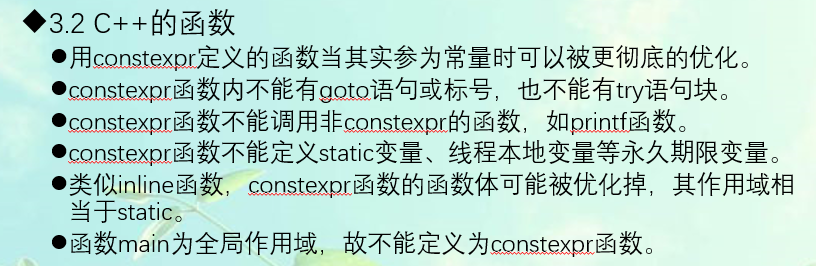 ◆3.2 C++的函数
●用constexpr定义的函数当其实参为常量时可以被更彻底的优化。
●constexpr函数内不能有goto语句或标号，也不能有try语句块。
●constexpr函数不能调用非constexpr的函数，如printf函数。
●constexpr函数不能定义static变量、线程本地变量等永久期限变量。
●类似inline函数，constexpr函数的函数体可能被优化掉，其作用域相
当于static。
●函数main为全局作用域，故不能定义为constexpr函数。